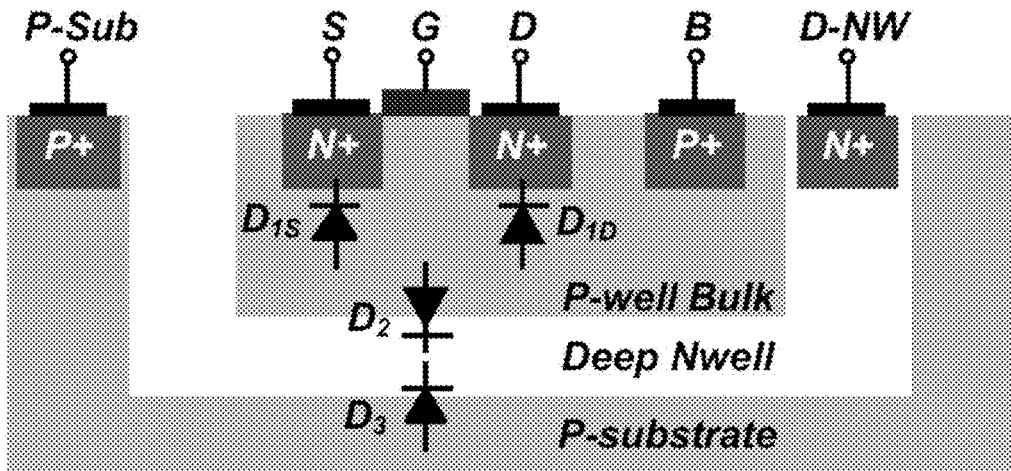 P-Sub S G D B D-NW
P+ N+ N+ P+ N+
D1S D1D
P-well Bulk
D2
Deep Nwell
D3
P-substrate